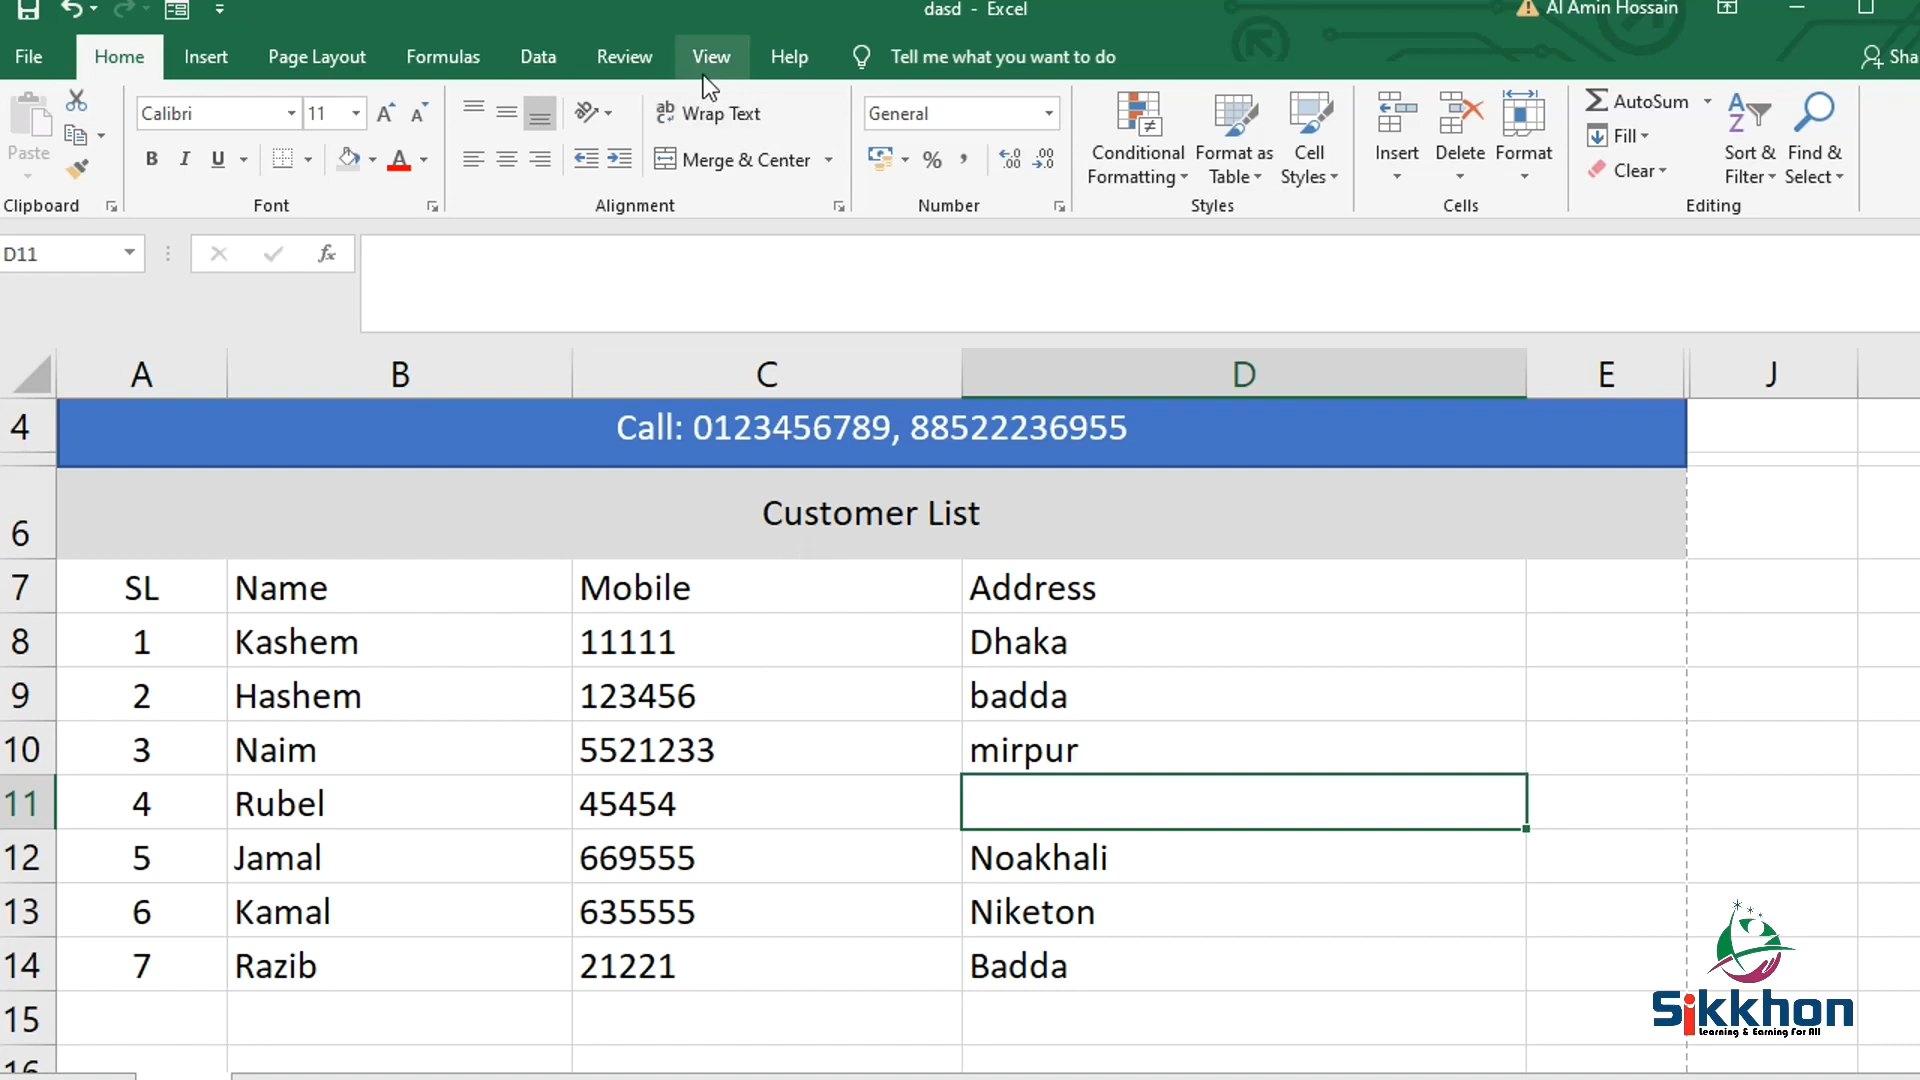 dasd - Excel
Al Amin Hossain
File Home Insert Page Layout Formulas Data Review View Help Tell me what you want to do
Paste
Calibri 11
Wrap Text
General
AutoSum
Fill
B I U
Merge & Center
%
Conditional Formatting
Format as Table
Cell Styles
Insert
Delete
Format
Clear
Sort & Filter
Find & Select
Clipboard Font Alignment Number Styles Cells Editing
D11 fx
A B C D E J
4 Call: 0123456789, 88522236955
6 Customer List
7 SL Name Mobile Address
8 1 Kashem 11111 Dhaka
9 2 Hashem 123456 badda
10 3 Naim 5521233 mirpur
11 4 Rubel 45454
12 5 Jamal 669555 Noakhali
13 6 Kamal 635555 Niketon
14 7 Razib 21221 Badda
15
Sikkhon
Learning & Earning For All